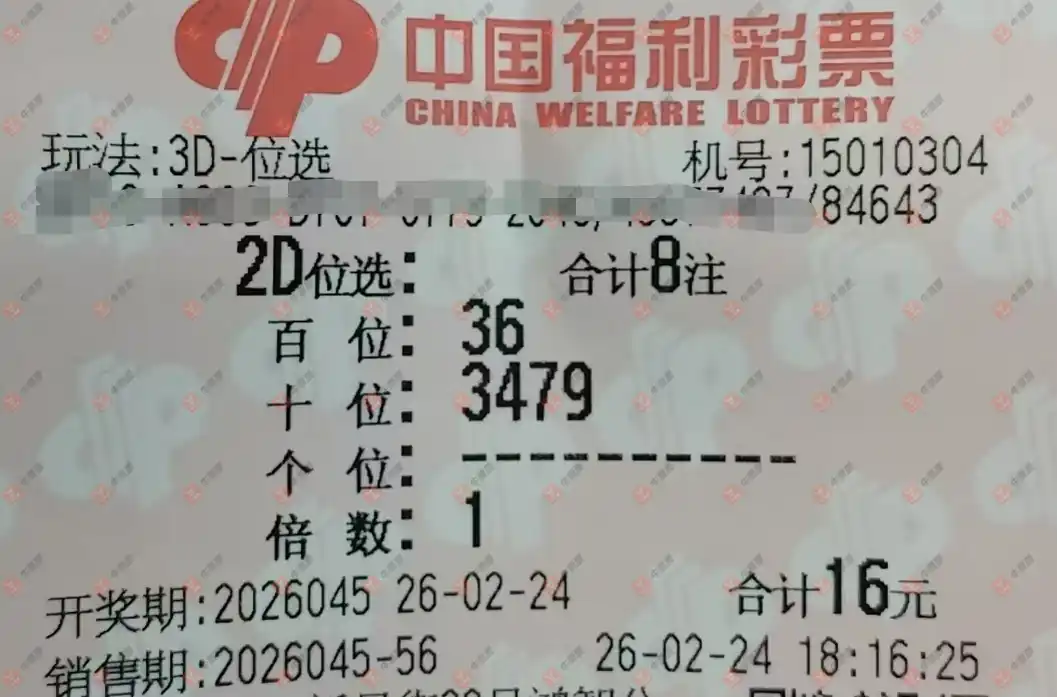 中国福利彩票
CHINA WELFARE LOTTERY
玩法:3D-位选 机号:15010304
/84643
2D位选: 合计8注
百 位: 36
十 位: 3479
个 位: ----------
倍 数: 1
开奖期:2026045 26-02-24 合计16元
销售期:2026045-56 26-02-24 18:16:25